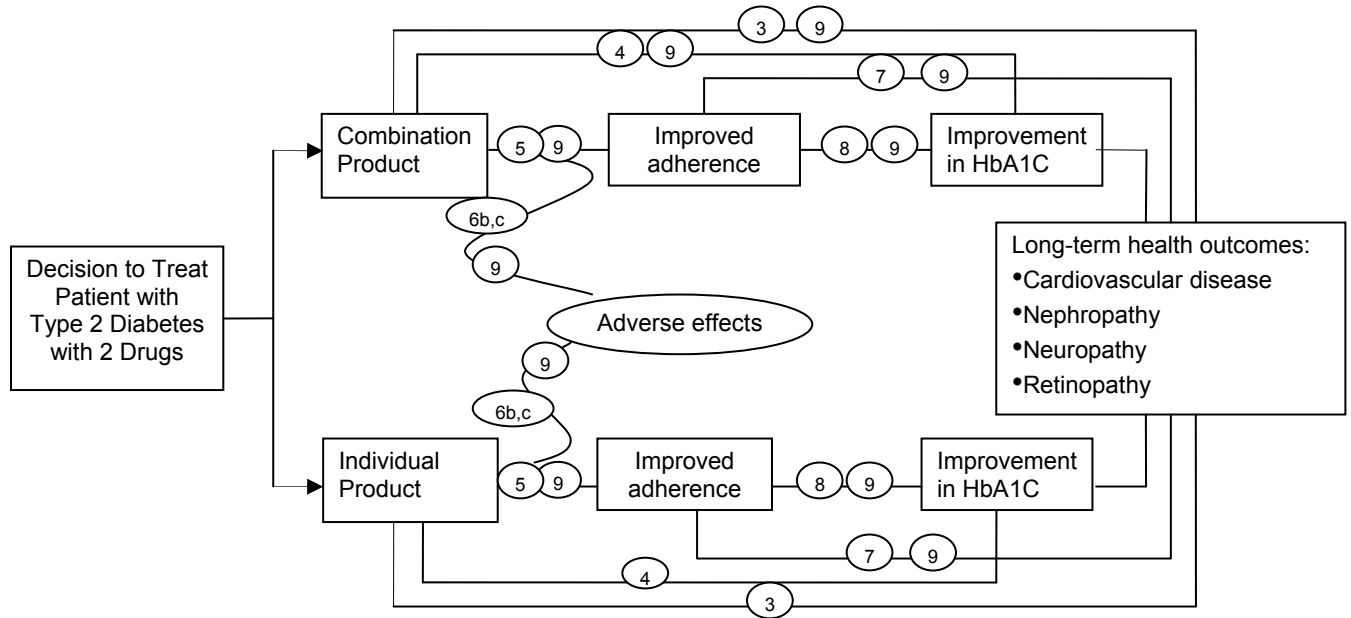 3 9
4 9
7 9
Combination
Product
5 9
Improved
adherence
8 9
Improvement
in HbA1C
6b,c
9
Decision to Treat
Patient with
Type 2 Diabetes
with 2 Drugs
Adverse effects
Long-term health outcomes:
•Cardiovascular disease
•Nephropathy
•Neuropathy
•Retinopathy
9
6b,c
Individual
Product
5 9
Improved
adherence
8 9
Improvement
in HbA1C
7 9
4
3